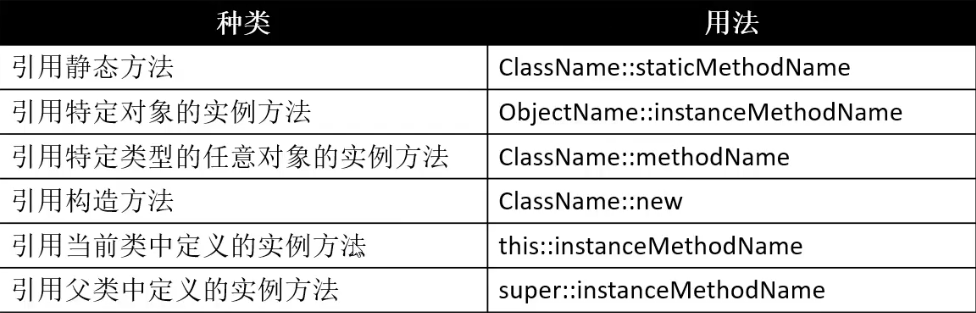 种类 用法
引用静态方法 ClassName::staticMethodName
引用特定对象的实例方法 ObjectName::instanceMethodName
引用特定类型的任意对象的实例方法 ClassName::methodName
引用构造方法 ClassName::new
引用当前类中定义的实例方法 this::instanceMethodName
引用父类中定义的实例方法 super::instanceMethodName